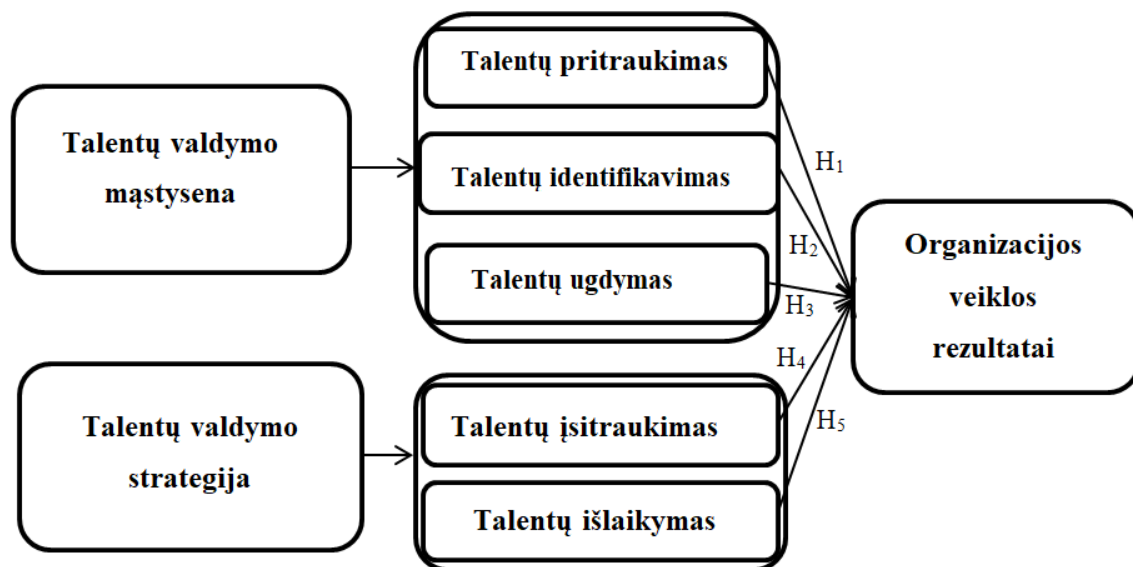 Talentų valdymo
mąstysena
Talentų pritraukimas
Talentų identifikavimas
Talentų ugdymas
Talentų valdymo
strategija
Talentų įsitraukimas
Talentų išlaikymas
H1
H2
H3
H4
H5
Organizacijos
veiklos
rezultatai